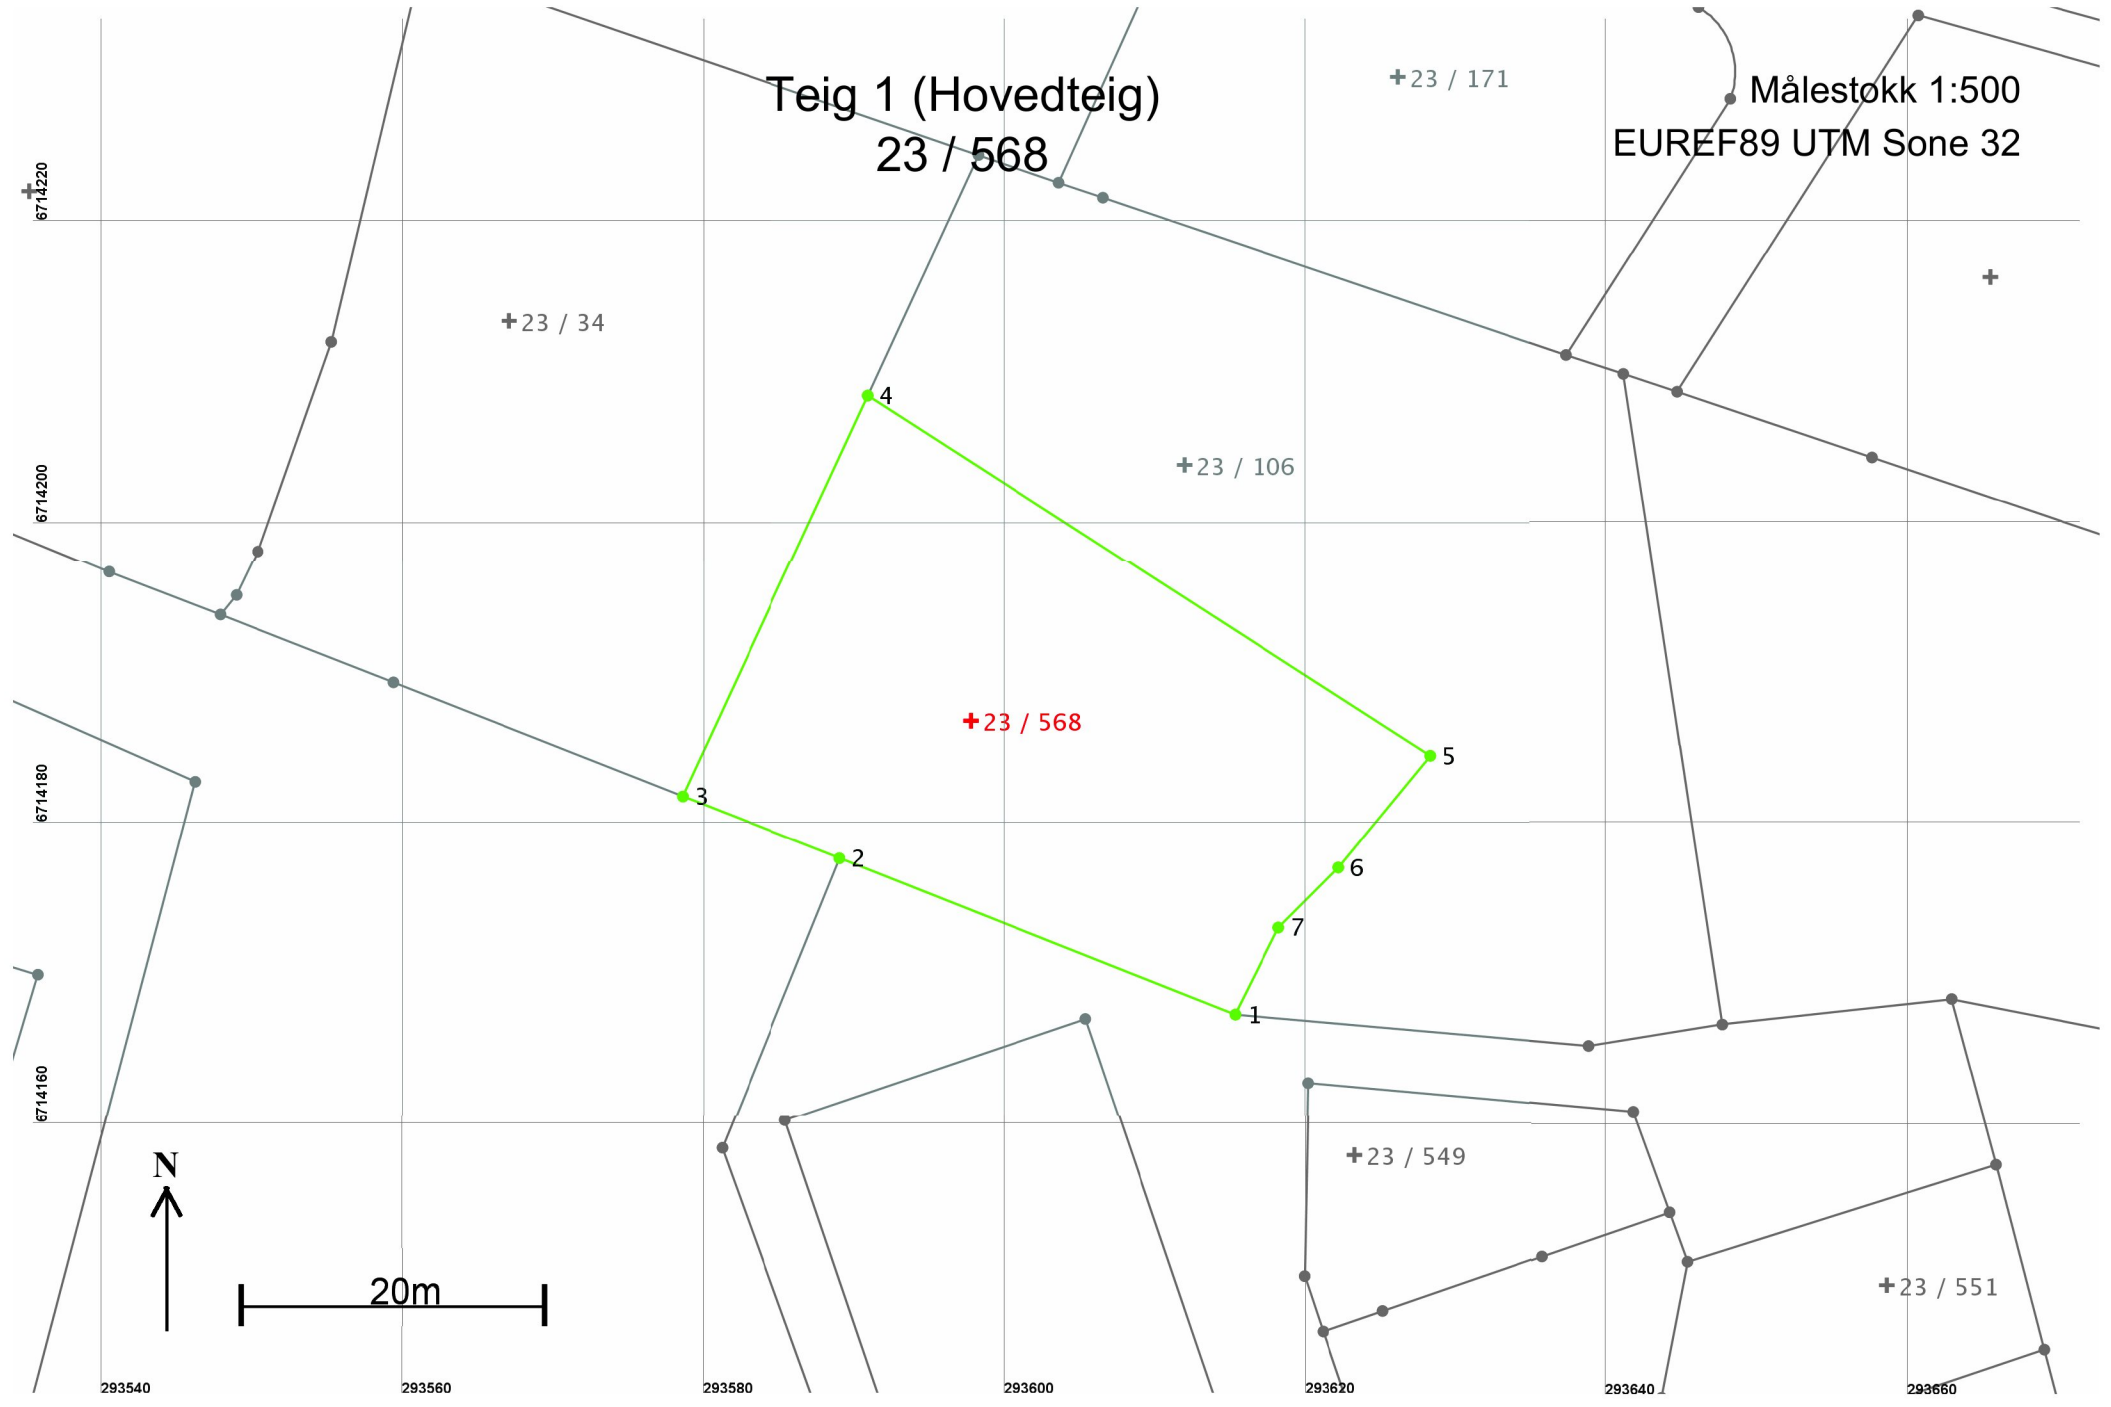 Teig 1 (Hovedteig)
23 / 568
Målestokk 1:500
EUREF89 UTM Sone 32
23 / 171
6714220
23 / 34
4
23 / 106
6714200
23 / 568
5
6714180
3
2
6
7
1
6714160
23 / 549
N
20m
23 / 551
293540
293560
293580
293600
293620
293640
293660